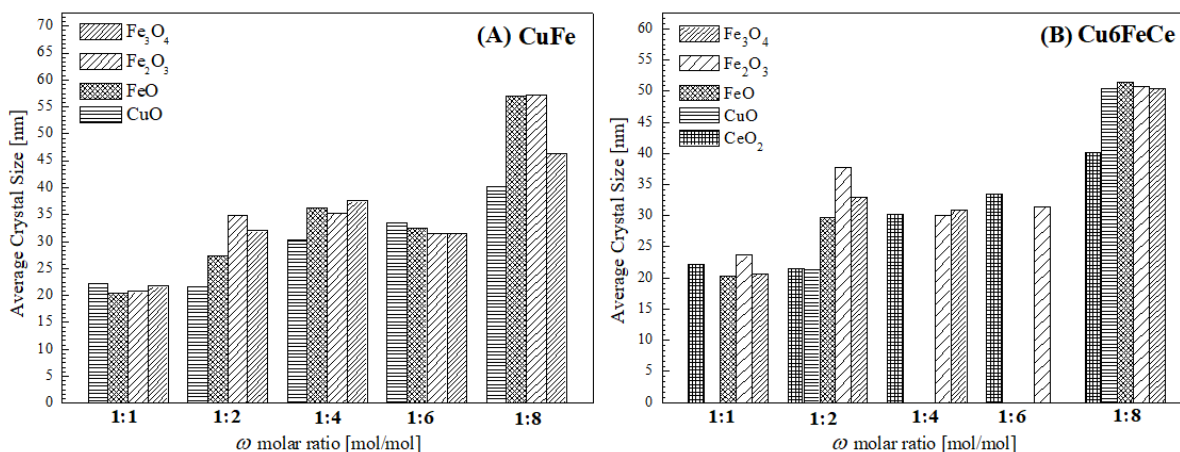 (A) CuFe
Fe₃O₄
Fe₂O₃
FeO
CuO
Average Crystal Size [nm]
70
65
60
55
50
45
40
35
30
25
20
15
10
5
0
1:1 1:2 1:4 1:6 1:8
ω molar ratio [mol/mol]
(B) Cu6FeCe
Fe₃O₄
Fe₂O₃
FeO
CuO
CeO₂
Average Crystal Size [nm]
60
55
50
45
40
35
30
25
20
15
10
5
0
1:1 1:2 1:4 1:6 1:8
ω molar ratio [mol/mol]